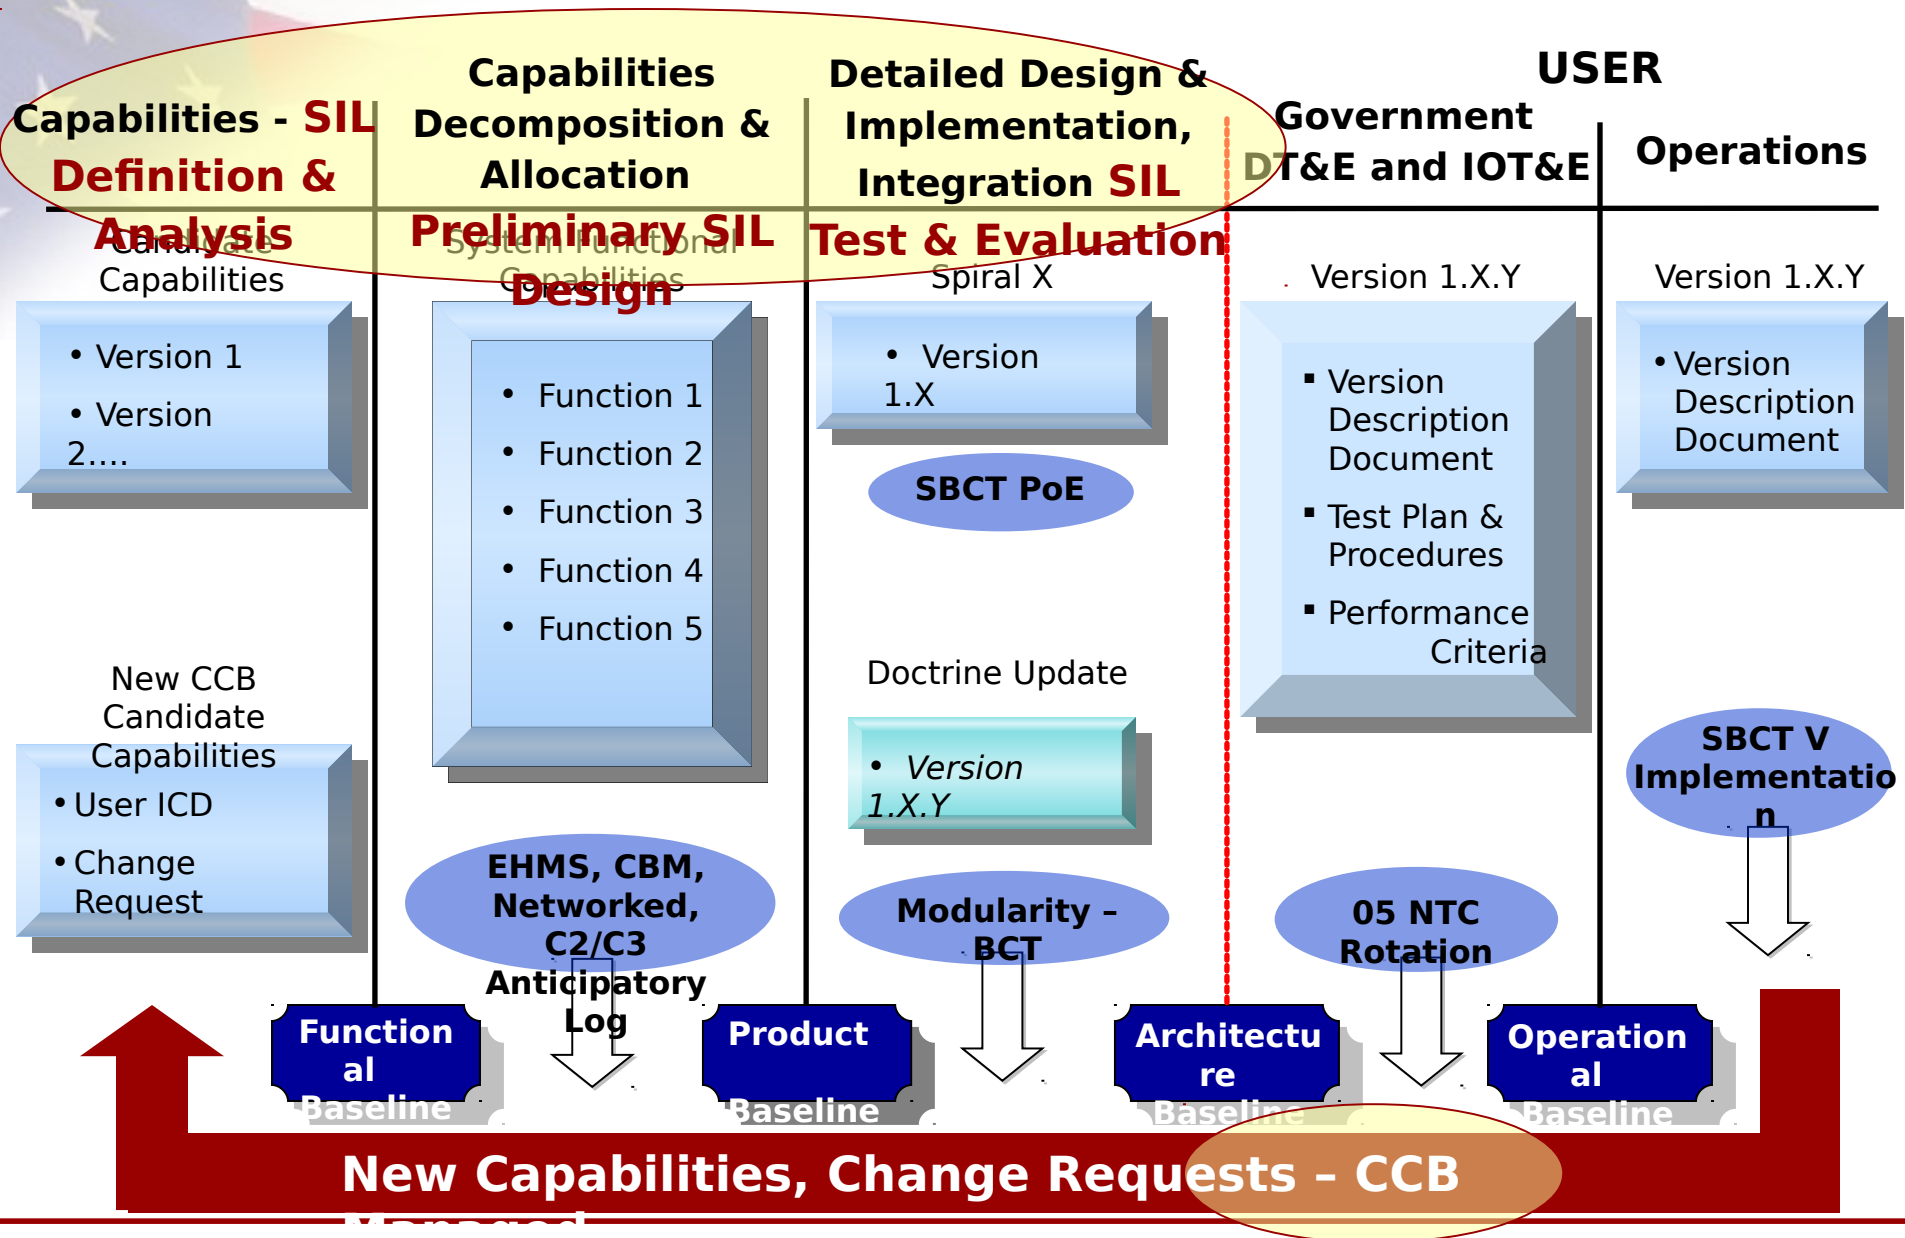 Capabilities - SIL
Definition &
Analysis
Capabilities
Decomposition &
Allocation
Preliminary SIL
Design
Detailed Design &
Implementation,
Integration SIL
Test & Evaluation
USER
Government
DT&E and IOT&E
Operations
Candidate
Capabilities
• Version 1
• Version
2….
New CCB
Candidate
Capabilities
• User ICD
• Change
Request
System Functional
Capabilities
• Function 1
• Function 2
• Function 3
• Function 4
• Function 5
EHMS, CBM,
Networked,
C2/C3
Anticipatory
Log
Spiral X
• Version
1.X
SBCT PoE
Doctrine Update
• Version
1.X.Y
Modularity –
BCT
Version 1.X.Y
▪ Version
Description
Document
▪ Test Plan &
Procedures
▪ Performance
Criteria
05 NTC
Rotation
Version 1.X.Y
• Version
Description
Document
SBCT V
Implementatio
n
Function
al
Baseline
Product
Baseline
Architectu
re
Baseline
Operation
al
Baseline
New Capabilities, Change Requests – CCB
Managed